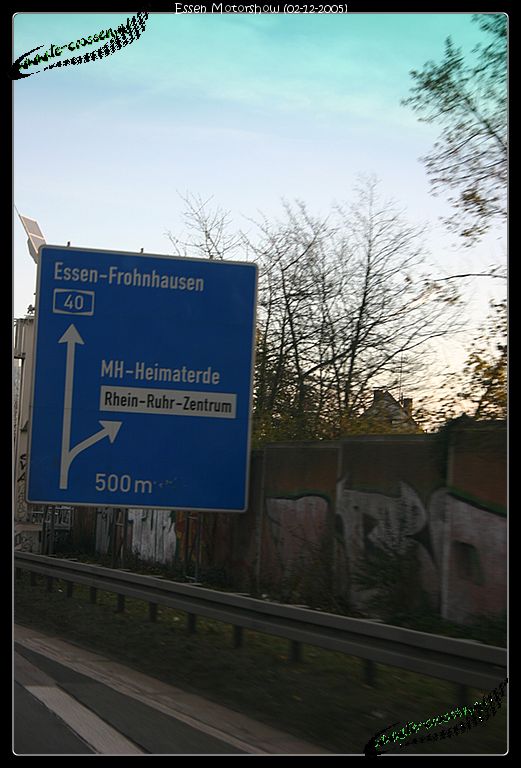 Essen Motorshow (02-12-2005)
Essen-Frohnhausen
40
MH-Heimaterde
Rhein-Ruhr-Zentrum
500 m